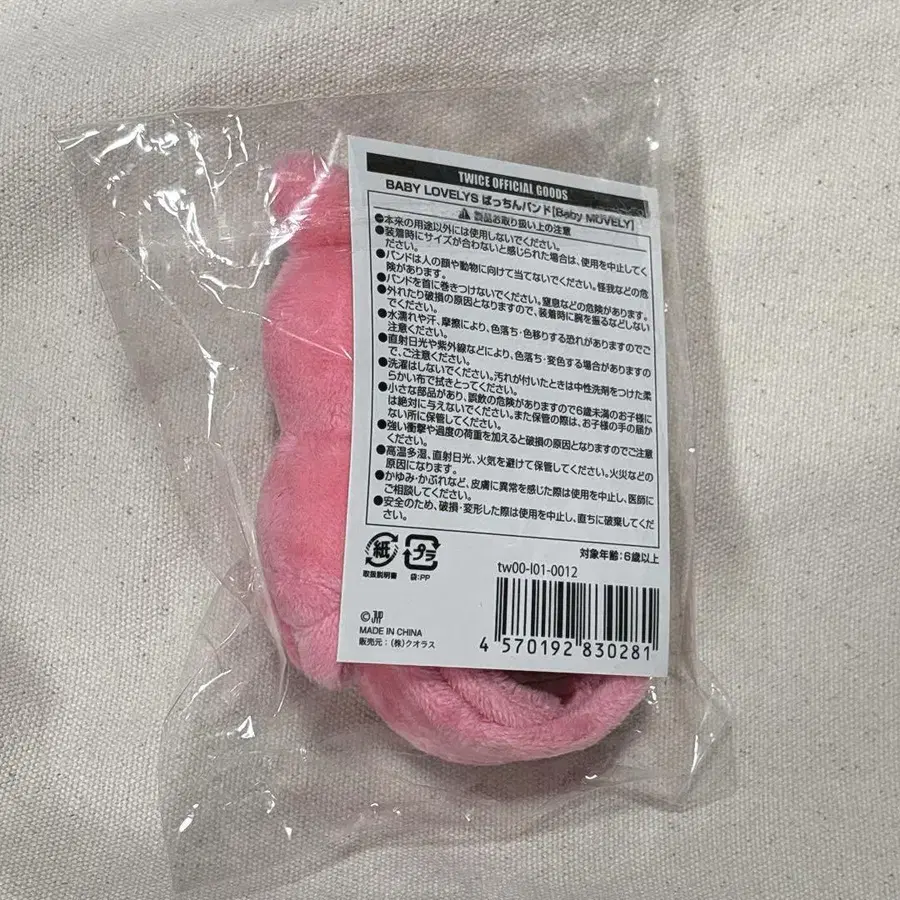 TWICE OFFICIAL GOODS
BABY LOVELYS ぱっちんバンド[Baby MOVELY]
⚠ 製品お取り扱い上の注意
●本来の用途以外には使用しないでください。
●装着時にサイズが合わないと感じられた場合は、使用を中止してく
ださい。
●バンドは人の顔や動物に向けて当てないでください。怪我などの危
険があります。
●バンドを首に巻きつけないでください。窒息などの危険があります。
●外れたり破損の原因となりますので、装着時に腕を振るなどしない
でください。
●水濡れや汗、摩擦により、色落ち・色移りする恐れがありますのでご
注意ください。
●直射日光や紫外線などにより、色落ち・変色する場合がありますの
で、ご注意ください。
●洗濯はしないでください。汚れが付いたときは中性洗剤をつけた柔
らかい布で拭きとってください。
●小さな部品があり、誤飲の危険がありますので6歳未満のお子様に
は絶対に与えないでください。また保管の際は、お子様の手の届か
ない所に保管してください。
●強い衝撃や過度の荷重を加えると破損の原因となりますのでご注意
ください。
●高温多湿、直射日光、火気を避けて保管してください。火災などの
原因になります。
●かゆみ・かぶれなど、皮膚に異常を感じた際は使用を中止し、医師に
ご相談してください。
●安全のため、破損・変形した際は使用を中止し、直ちに破棄してくだ
さい。
対象年齢:6歳以上
紙 プラ
取扱説明書 袋:PP
tw00-I01-0012
©JYP
MADE IN CHINA
販売元:(株)クオラス
4 570192 830281